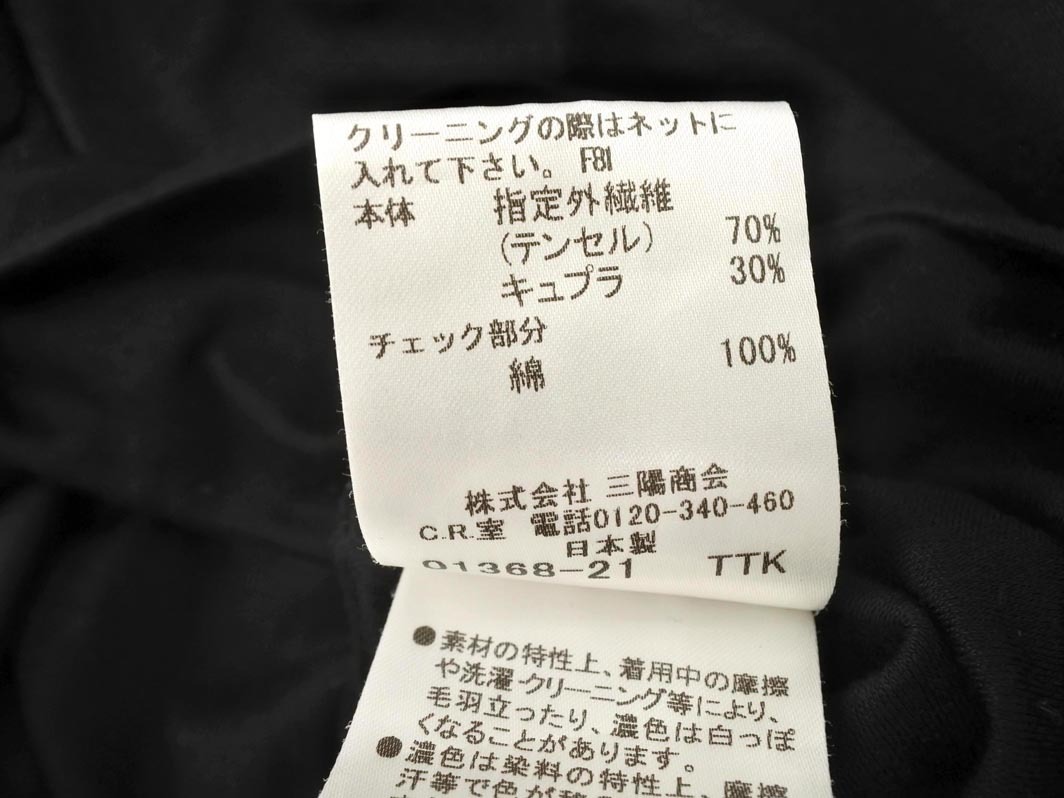 クリーニングの際はネットに
入れて下さい。 F81
本体 指定外繊維
(テンセル) 70%
キュプラ 30%
チェック部分
綿 100%
株式会社 三陽商会
C.R.室 電話0120-340-460
日本製
01368-21 TTK
●素材の特性上、着用中の摩擦
や洗濯・クリーニング等により、
毛羽立ったり、濃色は白っぽ
くなることがあります。
●濃色は染料の特性上、摩擦
汗等で色が移